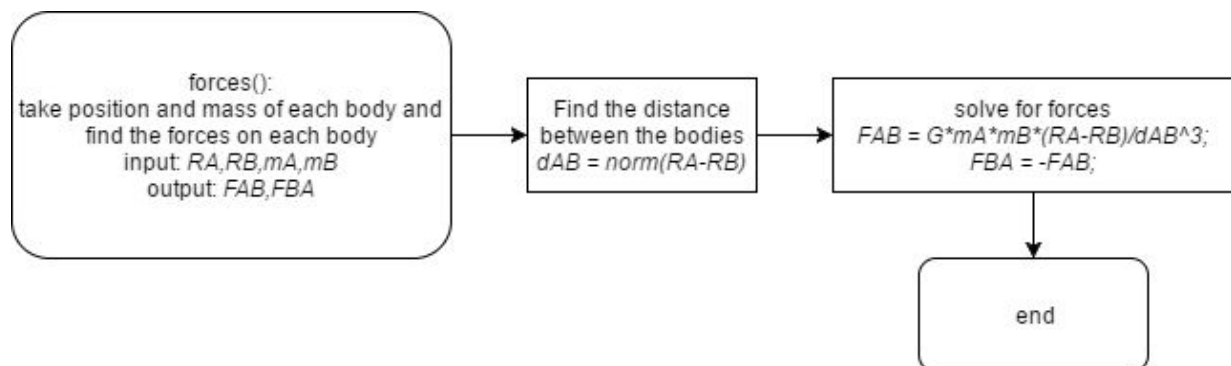 forces():
take position and mass of each body and
find the forces on each body
input: RA,RB,mA,mB
output: FAB,FBA
Find the distance
between the bodies
dAB = norm(RA-RB)
solve for forces
FAB = G*mA*mB*(RA-RB)/dAB^3;
FBA = -FAB;
end